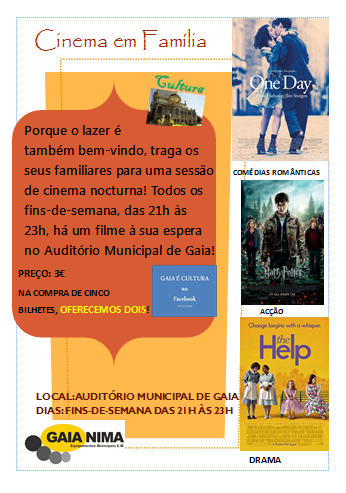 Cinema em Família
Cultura
Porque o lazer é
também bem-vindo, traga os
seus familiares para uma sessão
de cinema nocturna! Todos os
fins-de-semana, das 21h às
23h, há um filme à sua espera
no Auditório Municipal de Gaia!
PREÇO: 3€
NA COMPRA DE CINCO
BILHETES, OFERECEMOS DOIS!
GAIA É CULTURA
no
Facebook
LOCAL:AUDITÓRIO MUNICIPAL DE GAIA
DIAS: FINS-DE-SEMANA DAS 21H ÀS 23H
GAIA NIMA
Equipamentos Municipais E.M
One Day
COMÉDIAS ROMÂNTICAS
Harry Potter
ACÇÃO
Change begins with a whisper.
the
Help
DRAMA